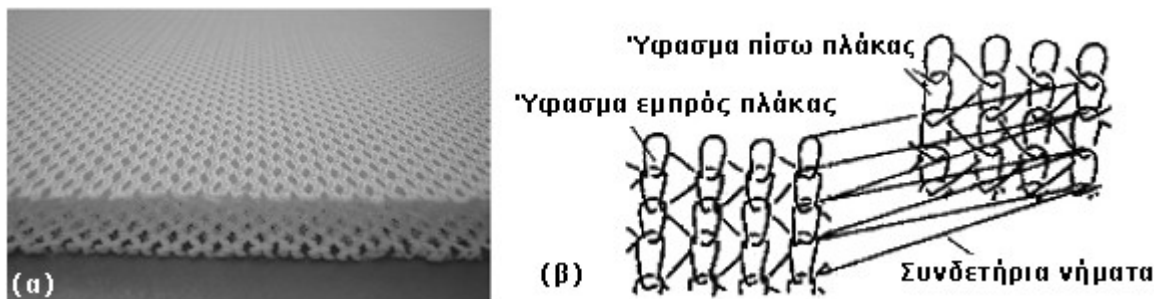 Ύφασμα πίσω πλάκας
Ύφασμα εμπρός πλάκας
(α)
(β)
Συνδετήρια νήματα